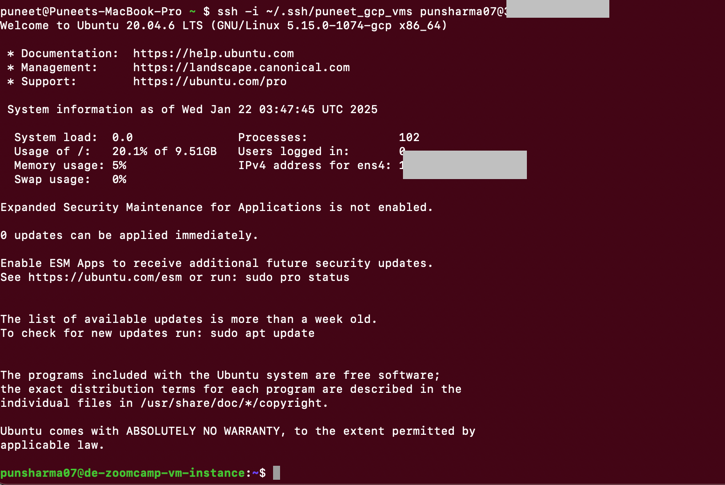 puneet@Puneets-MacBook-Pro ~ $ ssh -i ~/.ssh/puneet_gcp_vms punsharma07@
Welcome to Ubuntu 20.04.6 LTS (GNU/Linux 5.15.0-1074-gcp x86_64)
* Documentation: https://help.ubuntu.com
* Management: https://landscape.canonical.com
* Support: https://ubuntu.com/pro
System information as of Wed Jan 22 03:47:45 UTC 2025
System load: 0.0 Processes: 102
Usage of /: 20.1% of 9.51GB Users logged in: 0
Memory usage: 5% IPv4 address for ens4:
Swap usage: 0%
Expanded Security Maintenance for Applications is not enabled.
0 updates can be applied immediately.
Enable ESM Apps to receive additional future security updates.
See https://ubuntu.com/esm or run: sudo pro status
The list of available updates is more than a week old.
To check for new updates run: sudo apt update
The programs included with the Ubuntu system are free software;
the exact distribution terms for each program are described in the
individual files in /usr/share/doc/*/copyright.
Ubuntu comes with ABSOLUTELY NO WARRANTY, to the extent permitted by
applicable law.
punsharma07@de-zoomcamp-vm-instance:~$